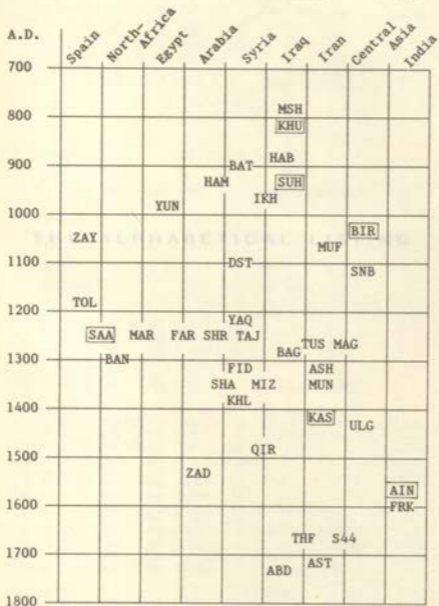 A.D.
Spain North-Africa Egypt Arabia Syria Iraq Iran Central Asia India
700
MSH
800
KHU
HAB
900 BAT
HAM SUH
IKH
1000 YUN
BIR
ZAY MUF
1100 DST
SNB
TOL
1200
YAQ
SAA MAR FAR SHR TAJ TUS MAG
BAG
1300 BAN
FID ASH
SHA MIZ MUN
KHL
1400
KAS
ULG
1500 QIR
ZAD
AIN
1600 FRK
THF S44
1700
AST
ABD
1800